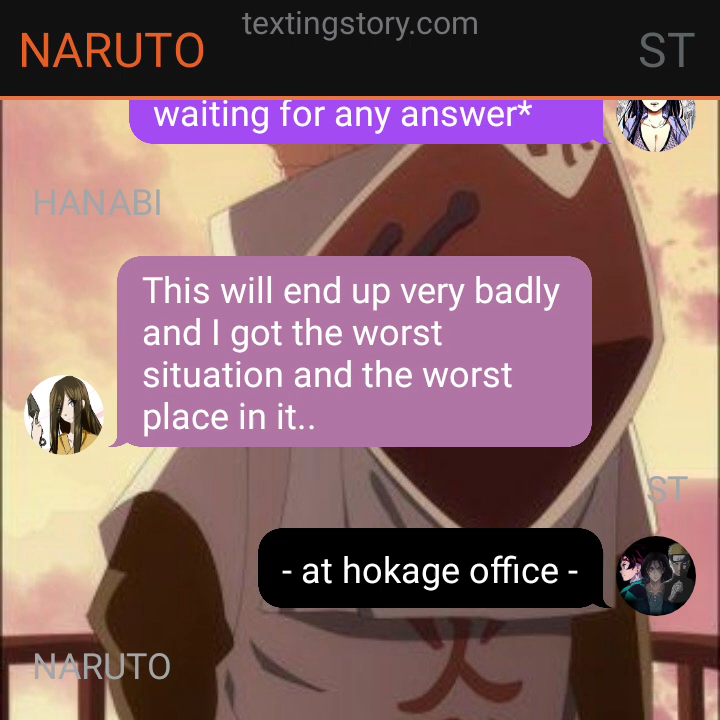 textingstory.com
NARUTO
ST
waiting for any answer*
HANABI
This will end up very badly
and I got the worst
situation and the worst
place in it..
ST
- at hokage office -
NARUTO
火